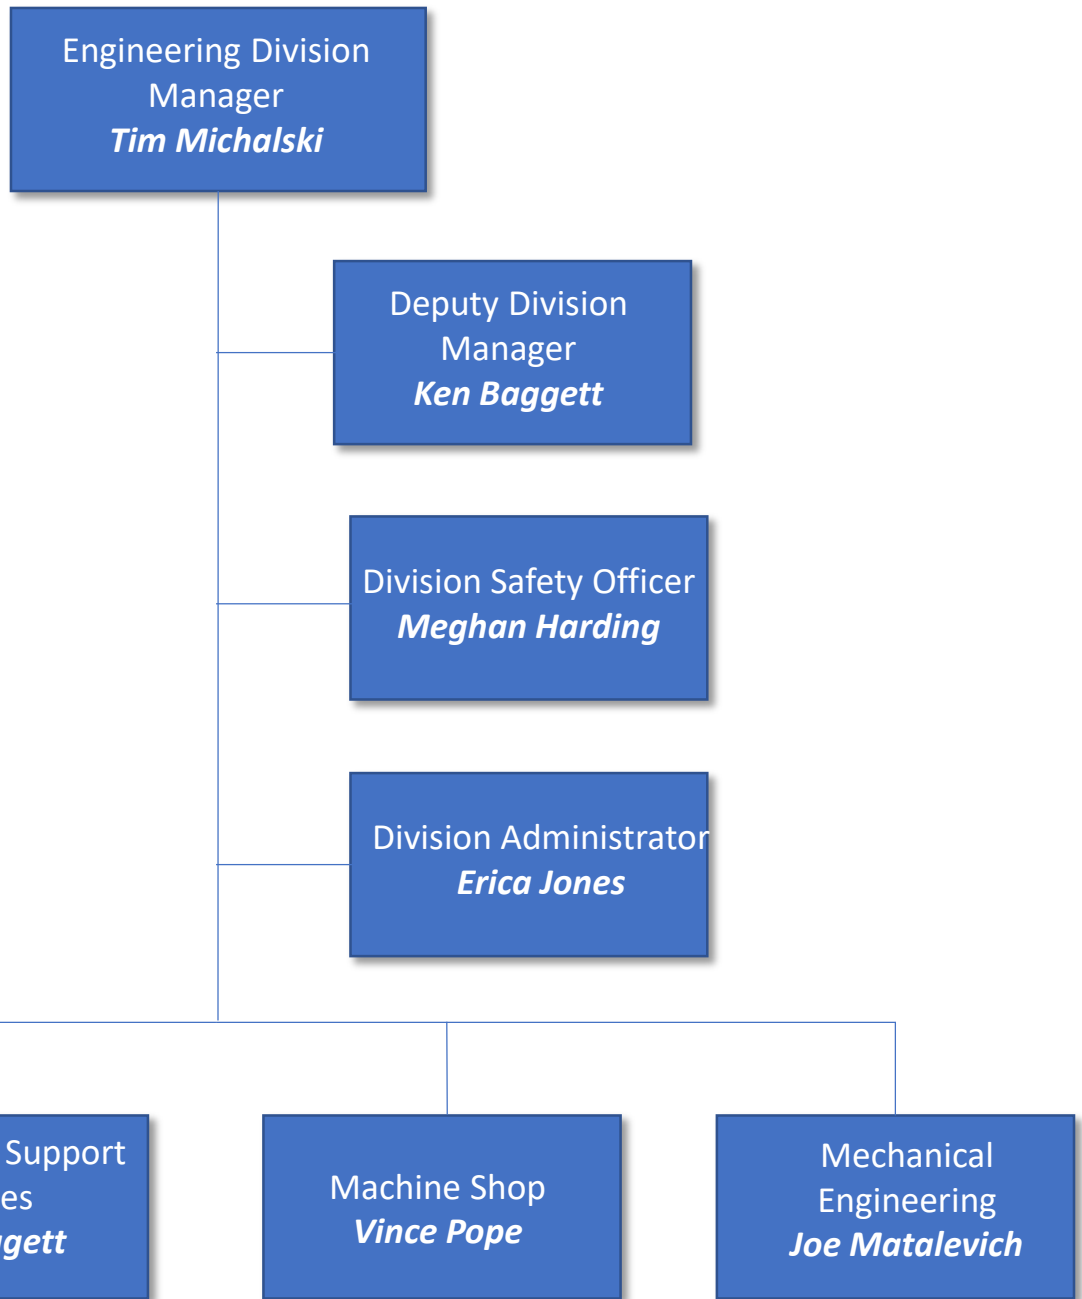 Engineering Division
Manager
Tim Michalski
Deputy Division
Manager
Ken Baggett
Division Safety Officer
Meghan Harding
Division Administrator
Erica Jones
Support
Machine Shop
Vince Pope
Mechanical
Engineering
Joe Matalevich